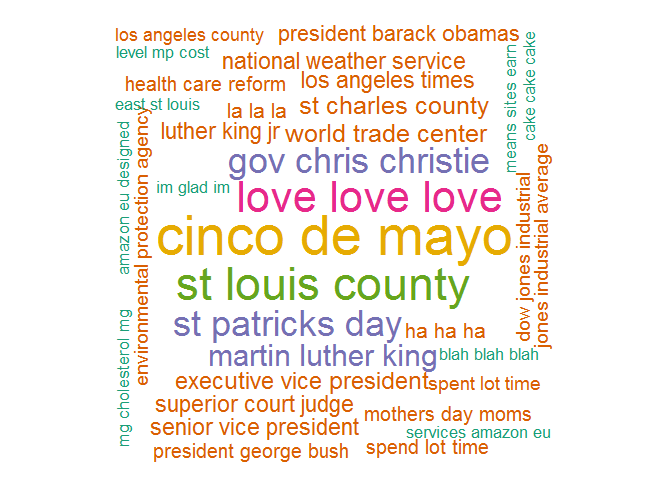 los angeles county
president barack obamas
level mp cost
national weather service
health care reform
los angeles times
east st louis
la la la
st charles county
luther king jr
world trade center
gov chris christie
im glad im
love love love
cinco de mayo
st louis county
st patricks day
ha ha ha
martin luther king
blah blah blah
executive vice president
spent lot time
superior court judge
mothers day moms
senior vice president
services amazon eu
president george bush
spend lot time
amazon eu designed
environmental protection agency
mg cholesterol mg
means sites earn
cake cake cake
dow jones industrial
jones industrial average